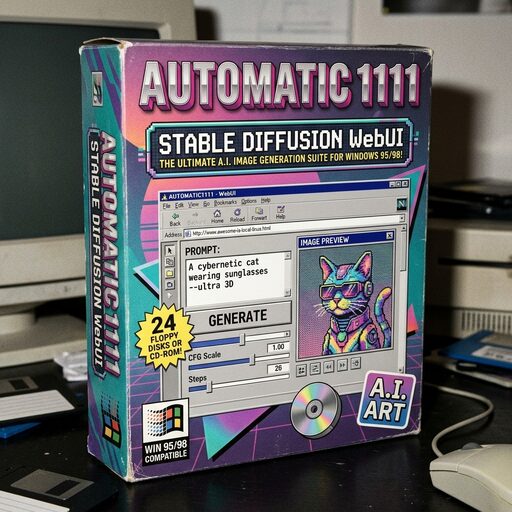 AUTOMATIC 1111
STABLE DIFFUSION WebUI
THE ULTIMATE A.I. IMAGE GENERATION SUITE FOR WINDOWS 95/98!
AUTOMATIC 1111
STABLE DIFFUSION WebUI
AUTOMATIC1111 - WebUI
File Edit View Go Bookmarks Options Help
Back
Home
Reload
Forwart
Help
Address
N
PROMPT:
A cybernetic cat
wearing sunglasses
--ultra 3D
IMAGE PREVIEW
GENERATE
1.00
CFG Scale
Steps
26
24
FLOPPY
DISKS OR
CD-ROM!
WIN 95/98
COMPATIBLE
A.I.
ART